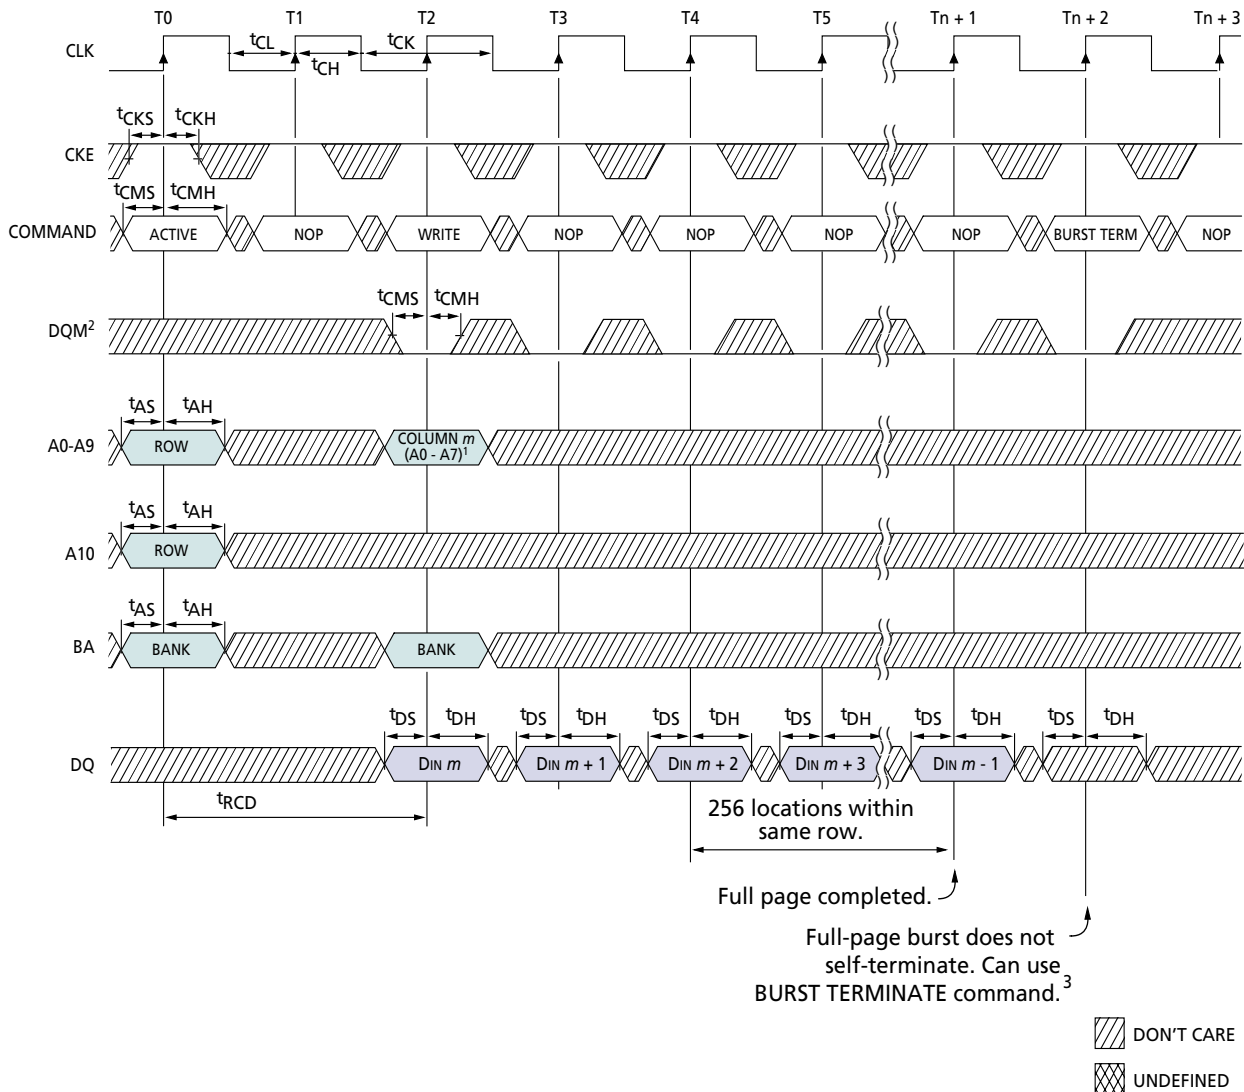 T0 T1 T2 T3 T4 T5 Tn + 1 Tn + 2 Tn + 3
CLK tCL tCH tCK
tCKS tCKH
CKE
tCMS tCMH
COMMAND ACTIVE NOP WRITE NOP NOP NOP NOP BURST TERM NOP
tCMS tCMH
DQM2
tAS tAH
A0-A9 ROW COLUMN m
(A0 - A7)1
tAS tAH
A10 ROW
tAS tAH
BA BANK BANK
tDS tDH tDS tDH tDS tDH tDS tDH tDS tDH tDS tDH
DQ DIN m DIN m + 1 DIN m + 2 DIN m + 3 DIN m - 1
tRCD
256 locations within
same row.
Full page completed.
Full-page burst does not
self-terminate. Can use
BURST TERMINATE command.3
DON'T CARE
UNDEFINED